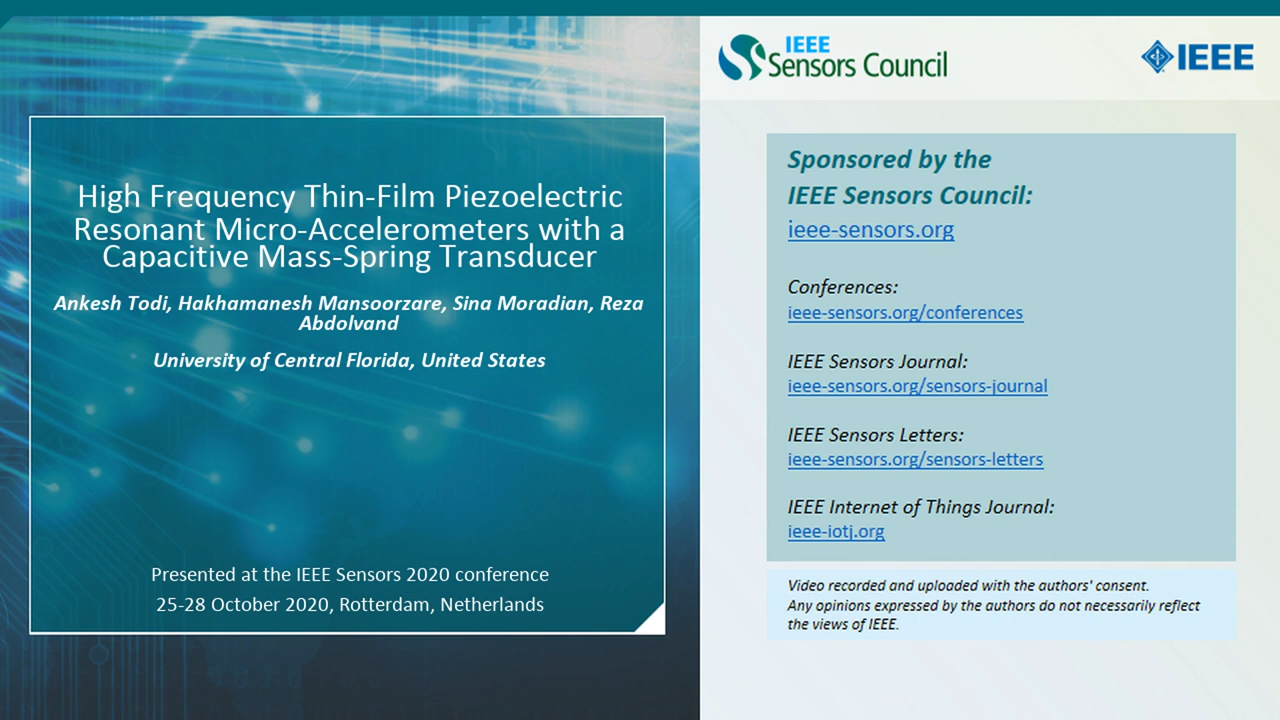 High Frequency Thin-Film Piezoelectric
Resonant Micro-Accelerometers with a
Capacitive Mass-Spring Transducer
Ankesh Todi, Hakhamanesh Mansoorzare, Sina Moradian, Reza
Abdolvand
University of Central Florida, United States
Presented at the IEEE Sensors 2020 conference
25-28 October 2020, Rotterdam, Netherlands
IEEE
Sensors Council
IEEE
Sponsored by the
IEEE Sensors Council:
ieee-sensors.org
Conferences:
ieee-sensors.org/conferences
IEEE Sensors Journal:
ieee-sensors.org/sensors-journal
IEEE Sensors Letters:
ieee-sensors.org/sensors-letters
IEEE Internet of Things Journal:
ieee-iotj.org
Video recorded and uploaded with the authors' consent.
Any opinions expressed by the authors do not necessarily reflect
the views of IEEE.